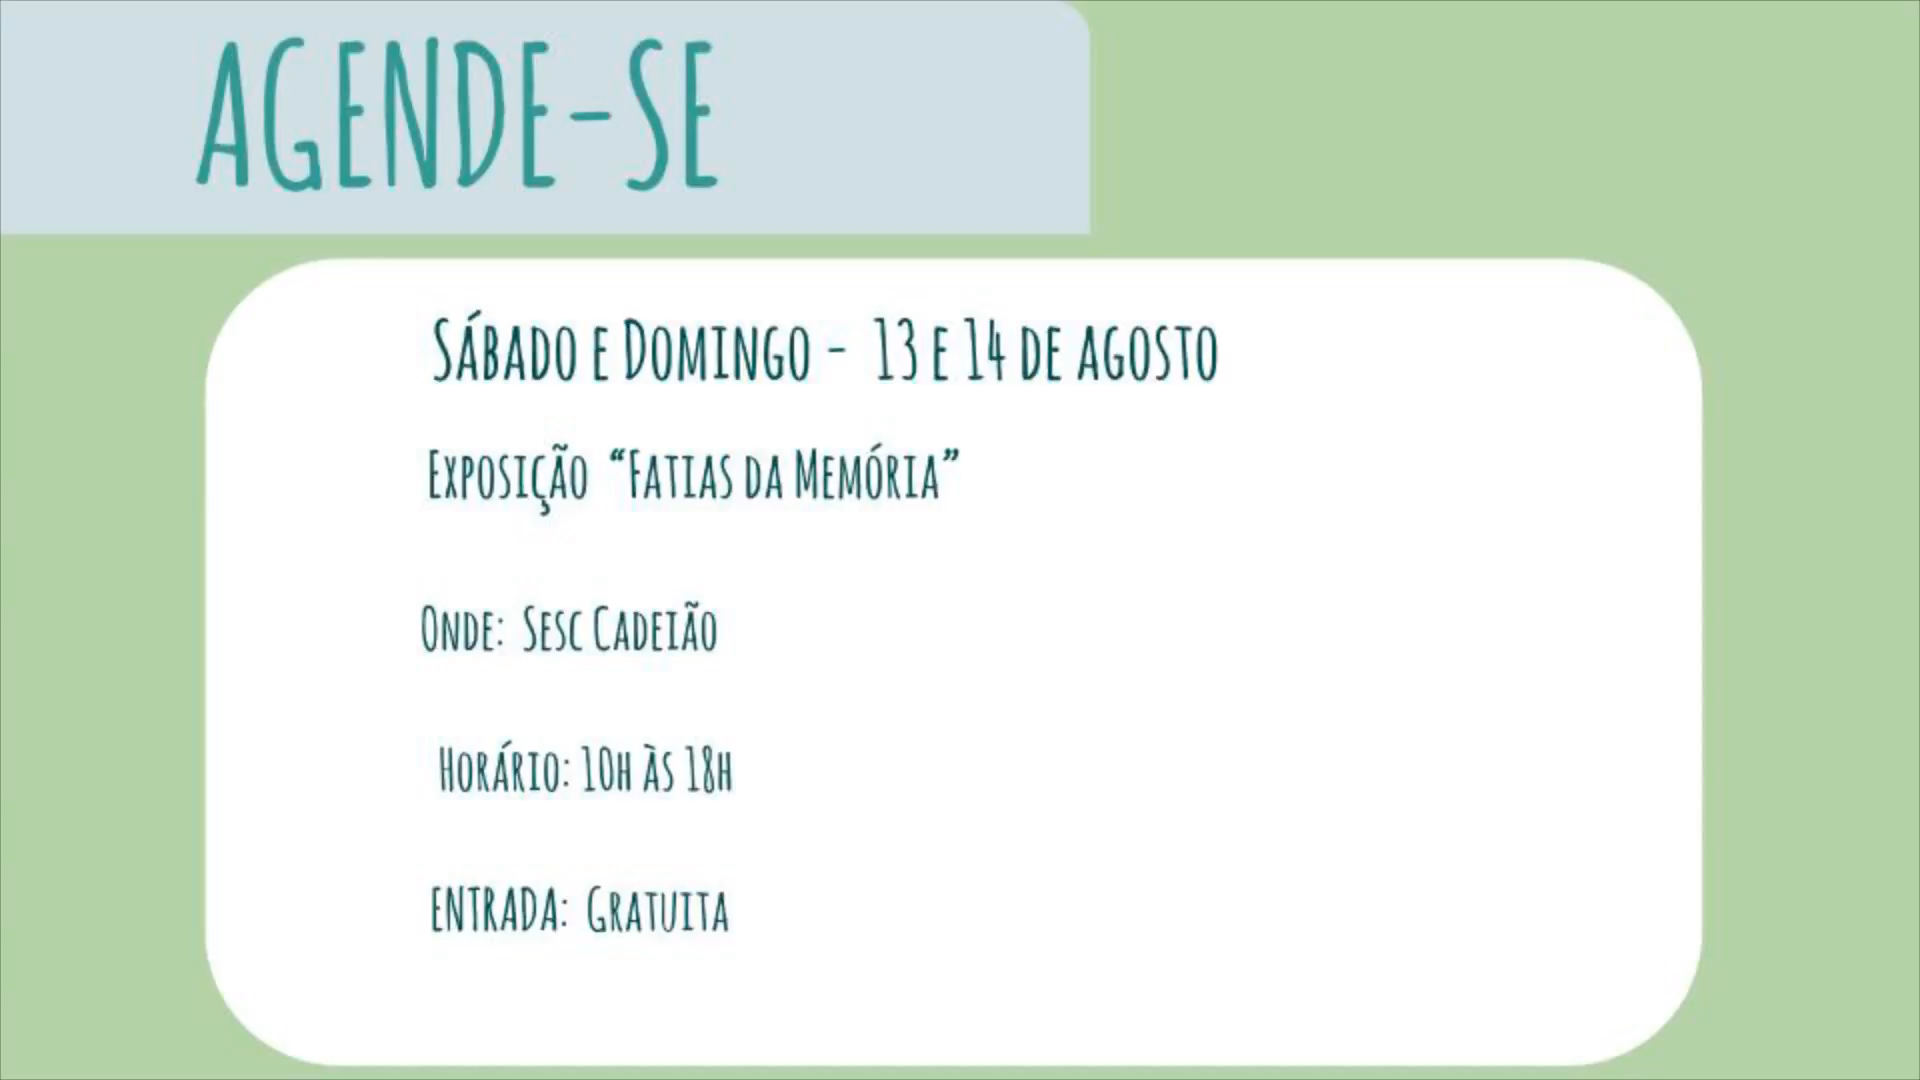 AGENDE-SE
Sábado e Domingo - 13 e 14 de agosto
Exposição "Fatias da Memória"
Onde: Sesc Cadeião
Horário: 10h às 18h
ENTRADA: Gratuita